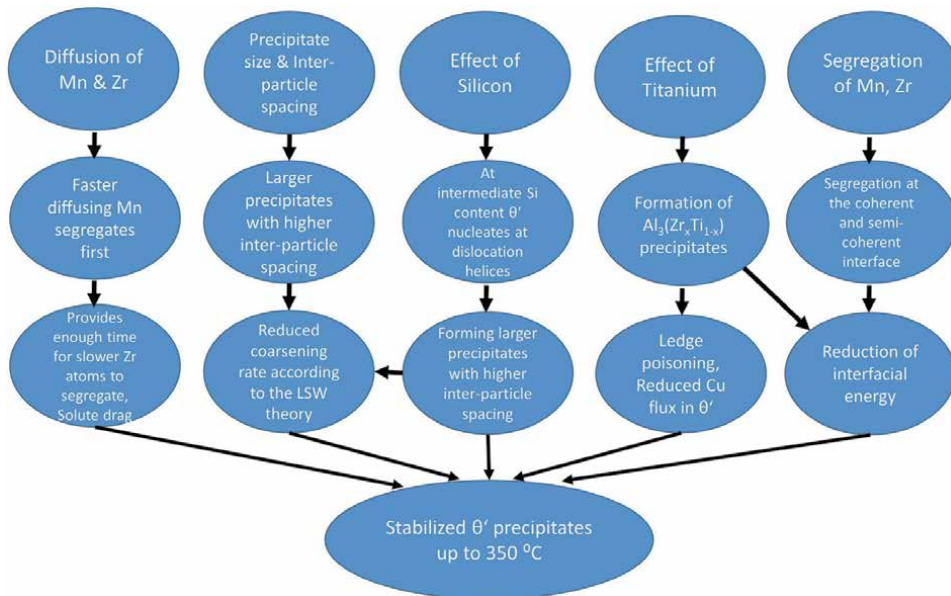 Diffusion of
Mn & Zr
Precipitate
size & Inter-
particle
spacing
Effect of
Silicon
Effect of
Titanium
Segregation
of Mn, Zr
Faster
diffusing Mn
segregates
first
Larger
precipitates
with higher
inter-particle
spacing
At
intermediate Si
content θ‘
nucleates at
dislocation
helices
Formation of
Al₃(ZrₓTi₁₋ₓ)
precipitates
Segregation at
the coherent
and semi-
coherent
interface
Provides
enough time
for slower Zr
atoms to
segregate,
Solute drag
Reduced
coarsening
rate according
to the LSW
theory
Forming larger
precipitates
with higher
inter-particle
spacing
Ledge
poisoning,
Reduced Cu
flux in θ‘
Reduction of
interfacial
energy
Stabilized θ‘ precipitates
up to 350 ⁰C